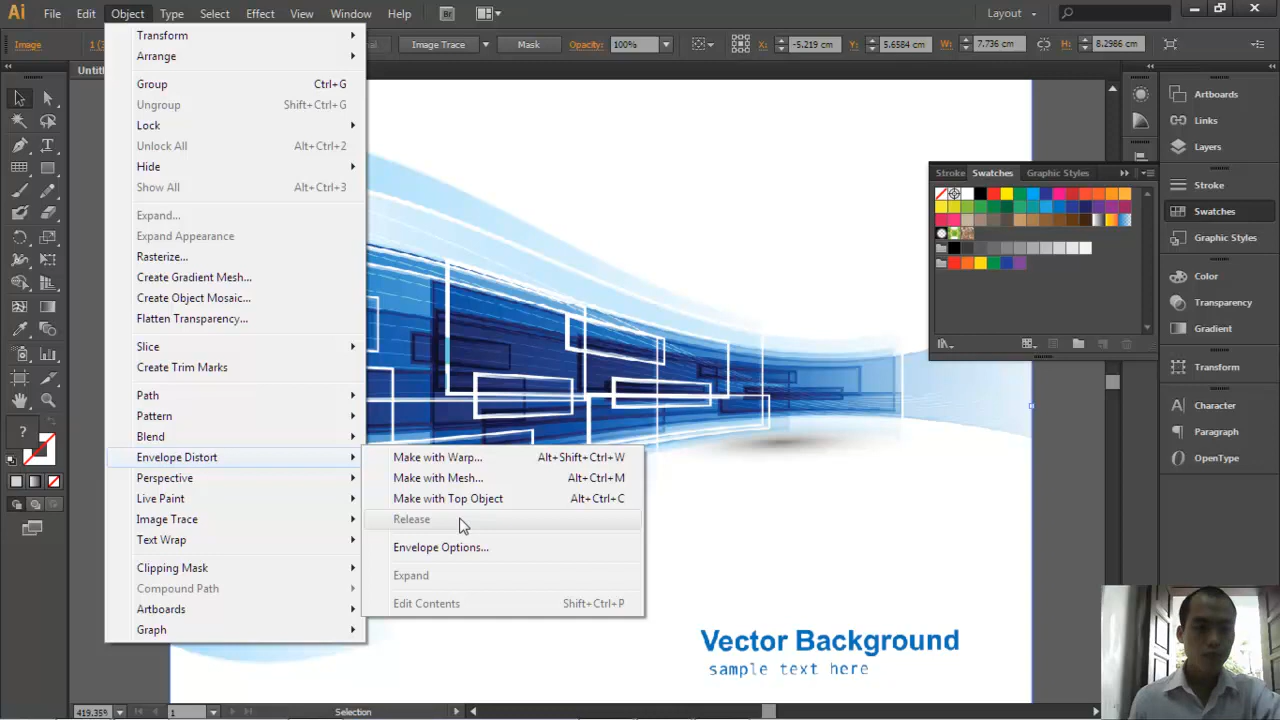 Ai File Edit Object Type Select Effect View Window Help Br Layout
Image 1 ( Image Trace Mask Opacity: 100% X: -5.219 cm Y: 5.6584 cm W: 7.736 cm H: 8.2986 cm
Untitl
Transform
Arrange
Group Ctrl+G
Ungroup Shift+Ctrl+G
Lock
Unlock All Alt+Ctrl+2
Hide
Show All Alt+Ctrl+3
Expand...
Expand Appearance
Rasterize...
Create Gradient Mesh...
Create Object Mosaic...
Flatten Transparency...
Slice
Create Trim Marks
Path
Pattern
Blend
Envelope Distort
Perspective
Live Paint
Image Trace
Text Wrap
Clipping Mask
Compound Path
Artboards
Graph
Make with Warp... Alt+Shift+Ctrl+W
Make with Mesh... Alt+Ctrl+M
Make with Top Object Alt+Ctrl+C
Release
Envelope Options...
Expand
Edit Contents Shift+Ctrl+P
Stroke Swatches Graphic Styles
Artboards
Links
Layers
Stroke
Swatches
Graphic Styles
Color
Transparency
Gradient
Transform
Character
Paragraph
OpenType
?
Vector Background
sample text here
419.35% 1 Selection